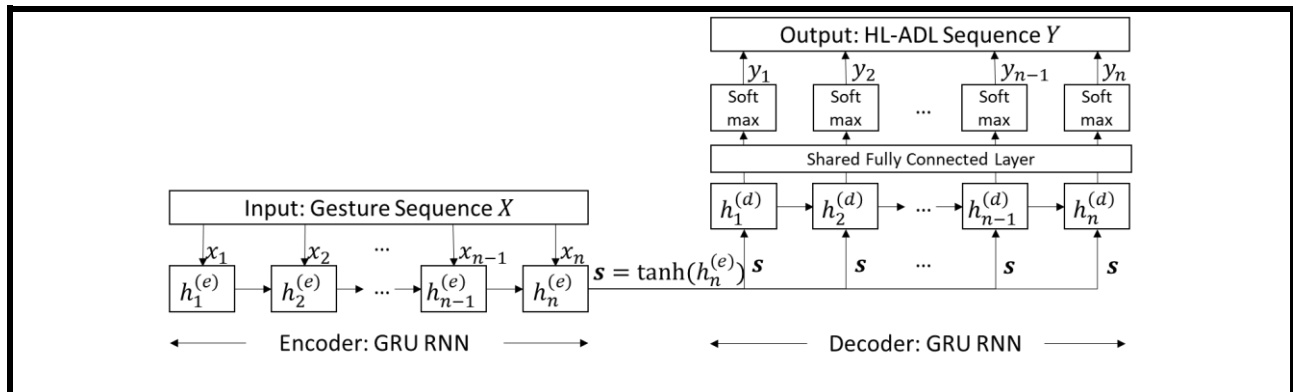 Output: HL-ADL Sequence Y
y₁ y₂ yₙ₋₁ yₙ
Soft max Soft max ... Soft max Soft max
Shared Fully Connected Layer
h₁⁽ᵈ⁾ h₂⁽ᵈ⁾ ... hₙ₋₁⁽ᵈ⁾ hₙ⁽ᵈ⁾
Input: Gesture Sequence X
x₁ x₂ ... xₙ₋₁ xₙ
h₁⁽ᵉ⁾ h₂⁽ᵉ⁾ ... hₙ₋₁⁽ᵉ⁾ hₙ⁽ᵉ⁾
s = tanh(hₙ⁽ᵉ⁾) s s ... s s
Encoder: GRU RNN
Decoder: GRU RNN